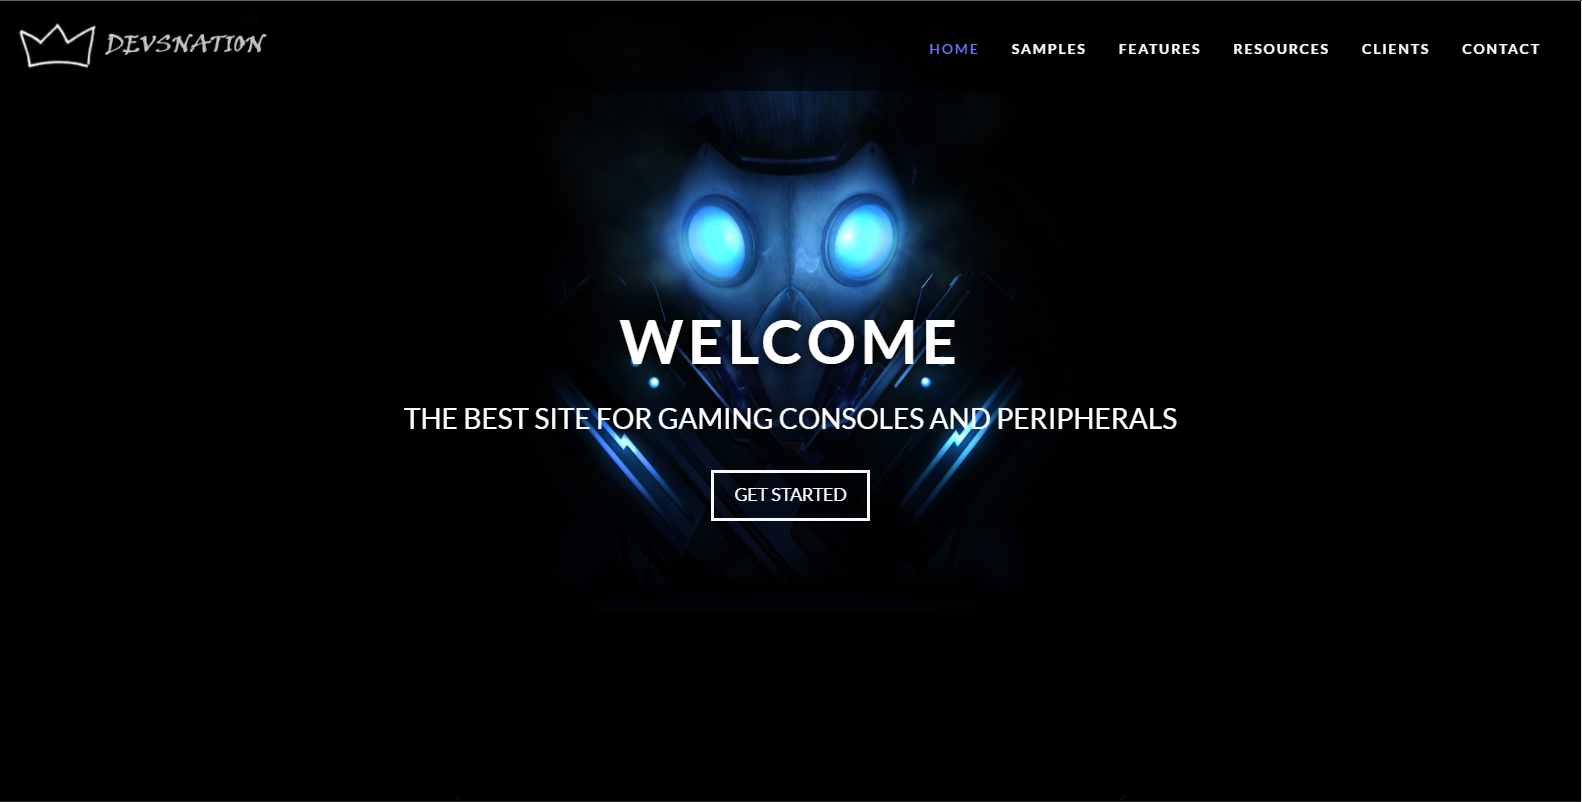 DEVSNATION
HOME SAMPLES FEATURES RESOURCES CLIENTS CONTACT
WELCOME
THE BEST SITE FOR GAMING CONSOLES AND PERIPHERALS
GET STARTED